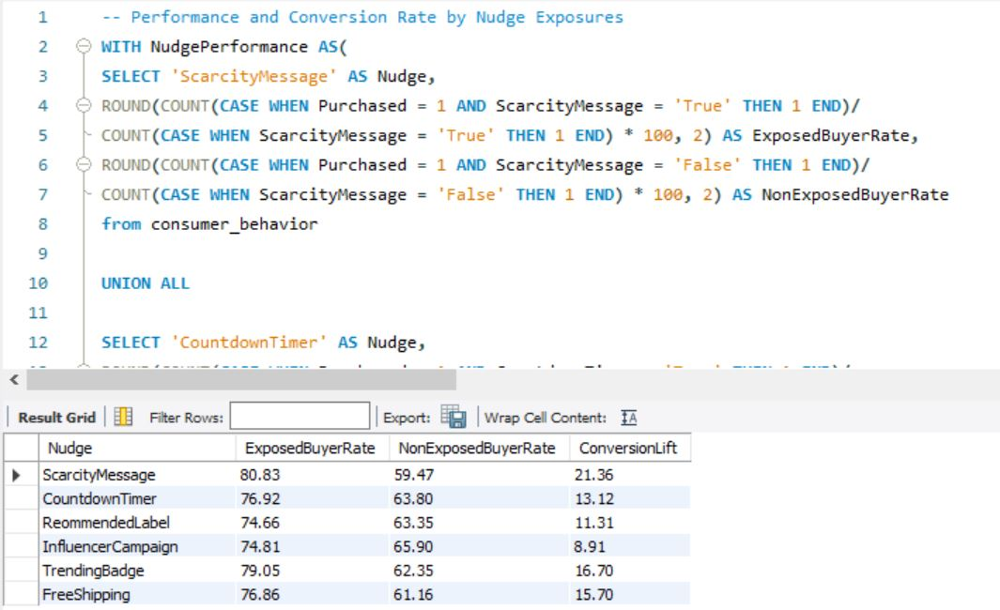 1 -- Performance and Conversion Rate by Nudge Exposures
2 WITH NudgePerformance AS(
3 SELECT 'ScarcityMessage' AS Nudge,
4 ROUND(COUNT(CASE WHEN Purchased = 1 AND ScarcityMessage = 'True' THEN 1 END)/
5 COUNT(CASE WHEN ScarcityMessage = 'True' THEN 1 END) * 100, 2) AS ExposedBuyerRate,
6 ROUND(COUNT(CASE WHEN Purchased = 1 AND ScarcityMessage = 'False' THEN 1 END)/
7 COUNT(CASE WHEN ScarcityMessage = 'False' THEN 1 END) * 100, 2) AS NonExposedBuyerRate
8 from consumer_behavior
9
10 UNION ALL
11
12 SELECT 'CountdownTimer' AS Nudge,
Result Grid Filter Rows: Export: Wrap Cell Content: IA
Nudge ExposedBuyerRate NonExposedBuyerRate ConversionLift
ScarcityMessage 80.83 59.47 21.36
CountdownTimer 76.92 63.80 13.12
ReommendedLabel 74.66 63.35 11.31
InfluencerCampaign 74.81 65.90 8.91
TrendingBadge 79.05 62.35 16.70
FreeShipping 76.86 61.16 15.70